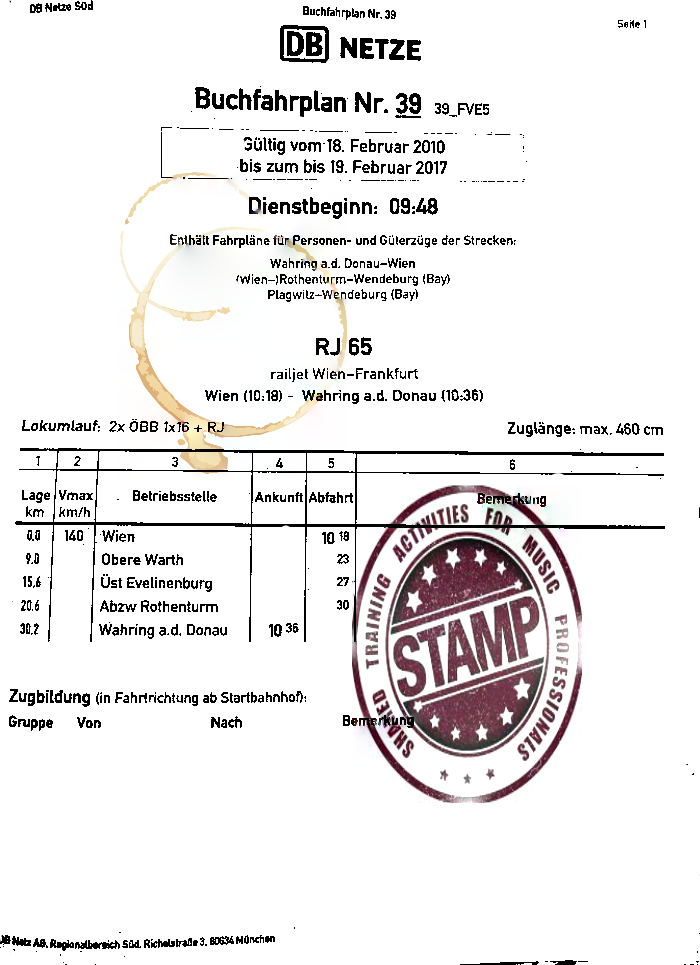 DB Netze Süd
Buchfahrplan Nr. 39
Seite 1
DB NETZE
Buchfahrplan Nr. 39 39_FVE5
Gültig vom 18. Februar 2010
bis zum bis 19. Februar 2017
Dienstbeginn: 09:48
Enthält Fahrpläne für Personen- und Güterzüge der Strecken:
Wahring a.d. Donau-Wien
(Wien-)Rothenturm-Wendeburg (Bay)
Plagwitz-Wendeburg (Bay)
RJ 65
railjet Wien-Frankfurt
Wien (10:18) - Wahring a.d. Donau (10:36)
Lokumlauf: 2x ÖBB 1x16 + RJ Zuglänge: max. 460 cm
1 2 3 4 5 6
Lage km Vmax km/h Betriebsstelle Ankunft Abfahrt Bemerkung
0.0 140 Wien 10 18
9.0 Obere Warth 23
15.6 Üst Evelinenburg 27
20.6 Abzw Rothenturm 30
30.2 Wahring a.d. Donau 10 36
SHARED TRAINING ACTIVITIES FOR MUSIC PROFESSIONALS
STAMP
Zugbildung (in Fahrtrichtung ab Startbahnhof):
Gruppe Von Nach Bemerkung
DB Netz AG, Regionalbereich Süd, Richelstraße 3, 80634 München